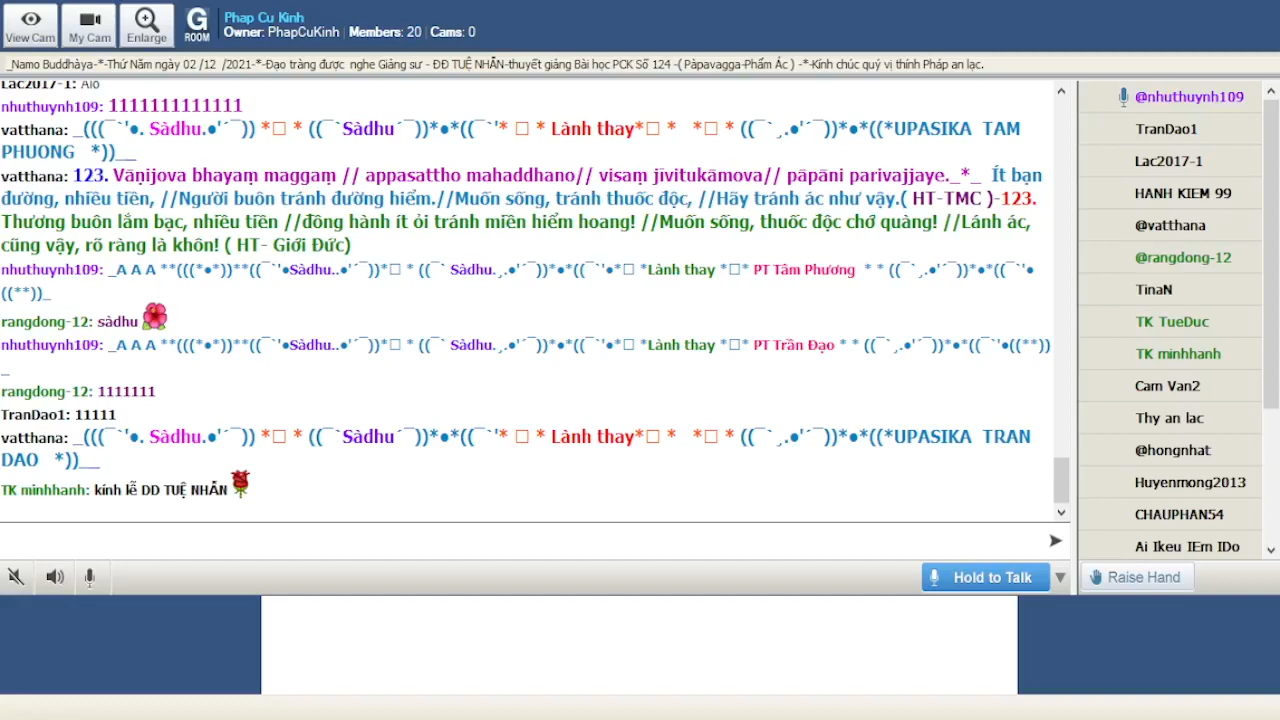 View Cam
My Cam
Enlarge
G
ROOM
Phap Cu Kinh
Owner: PhapCuKinh | Members: 20 | Cams: 0
_Namo Buddhàya-*-Thứ Năm ngày 02 /12 /2021-*-Đạo tràng được nghe Giảng sư - ĐĐ TUỆ NHẪN-thuyết giảng Bài học PCK Số 124 -( Pàpavagga-Phẩm Ác ) -*-Kính chúc quý vị thính Pháp an lạc.
Lac2017-1: Alo
nhuthuynh109: 1111111111111
vatthana: _(((¯`'●. Sàdhu.●'´¯)) *□ * ((¯`Sàdhu´¯))*●*((¯`'* □ * Lành thay*□ * *□ * ((¯`¸.●'´¯))*●*((*UPASIKA TAM
PHUONG *))__
vatthana: 123. Vāṇijova bhayaṃ maggaṃ // appasattho mahaddhano// visaṃ jīvitukāmova// pāpāni parivajjaye._*_ Ít bạn
đường, nhiều tiền, //Người buôn tránh đường hiểm.//Muốn sống, tránh thuốc độc, //Hãy tránh ác như vậy.( HT-TMC )-123.
Thương buôn lắm bạc, nhiều tiền //đồng hành ít ỏi tránh miền hiểm hoang! //Muốn sống, thuốc độc chớ quàng! //Lánh ác,
cũng vậy, rõ ràng là khôn! ( HT- Giới Đức)
nhuthuynh109: _A A A **(((*●*))**((¯`'●Sàdhu..●'´¯))*□ * ((¯` Sàdhu.¸.●'´¯))*●*((¯`'●*□ *Lành thay *□* PT Tâm Phương * * ((¯`¸.●'´¯))*●*((¯`'●
((**))_
rangdong-12: sàdhu
nhuthuynh109: _A A A **(((*●*))**((¯`'●Sàdhu..●'´¯))*□ * ((¯` Sàdhu.¸.●'´¯))*●*((¯`'●*□ *Lành thay *□* PT Trần Đạo * * ((¯`¸.●'´¯))*●*((¯`'●((**))
_
rangdong-12: 1111111
TranDao1: 11111
vatthana: _(((¯`'●. Sàdhu.●'´¯)) *□ * ((¯`Sàdhu´¯))*●*((¯`'* □ * Lành thay*□ * *□ * ((¯`¸.●'´¯))*●*((*UPASIKA TRAN
DAO *))__
TK minhhanh: kính lễ DD TUỆ NHẪN
Hold to Talk
@nhuthuynh109
TranDao1
Lac2017-1
HANH KIEM 99
@vatthana
@rangdong-12
TinaN
TK TueDuc
TK minhhanh
Cam Van2
Thy an lac
@hongnhat
Huyenmong2013
CHAUPHAN54
Ai Ikeu IEm IDo
Raise Hand